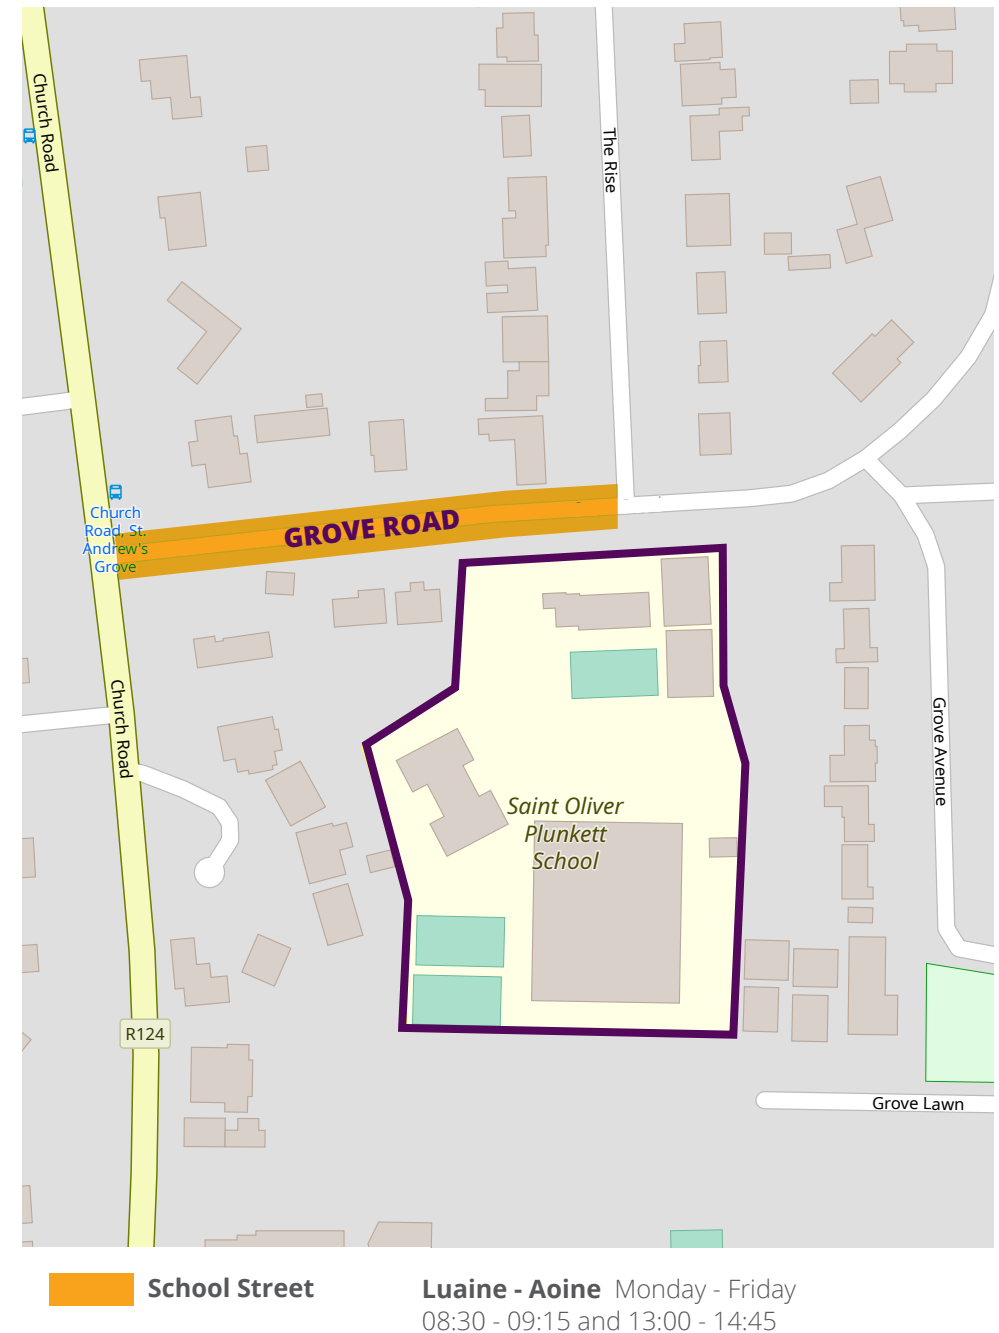 Church Road
The Rise
Church
Road, St.
Andrew's
Grove
GROVE ROAD
Church Road
Grove Avenue
Saint Oliver
Plunkett
School
R124
Grove Lawn
School Street
Luaine - Aoine Monday - Friday
08:30 - 09:15 and 13:00 - 14:45